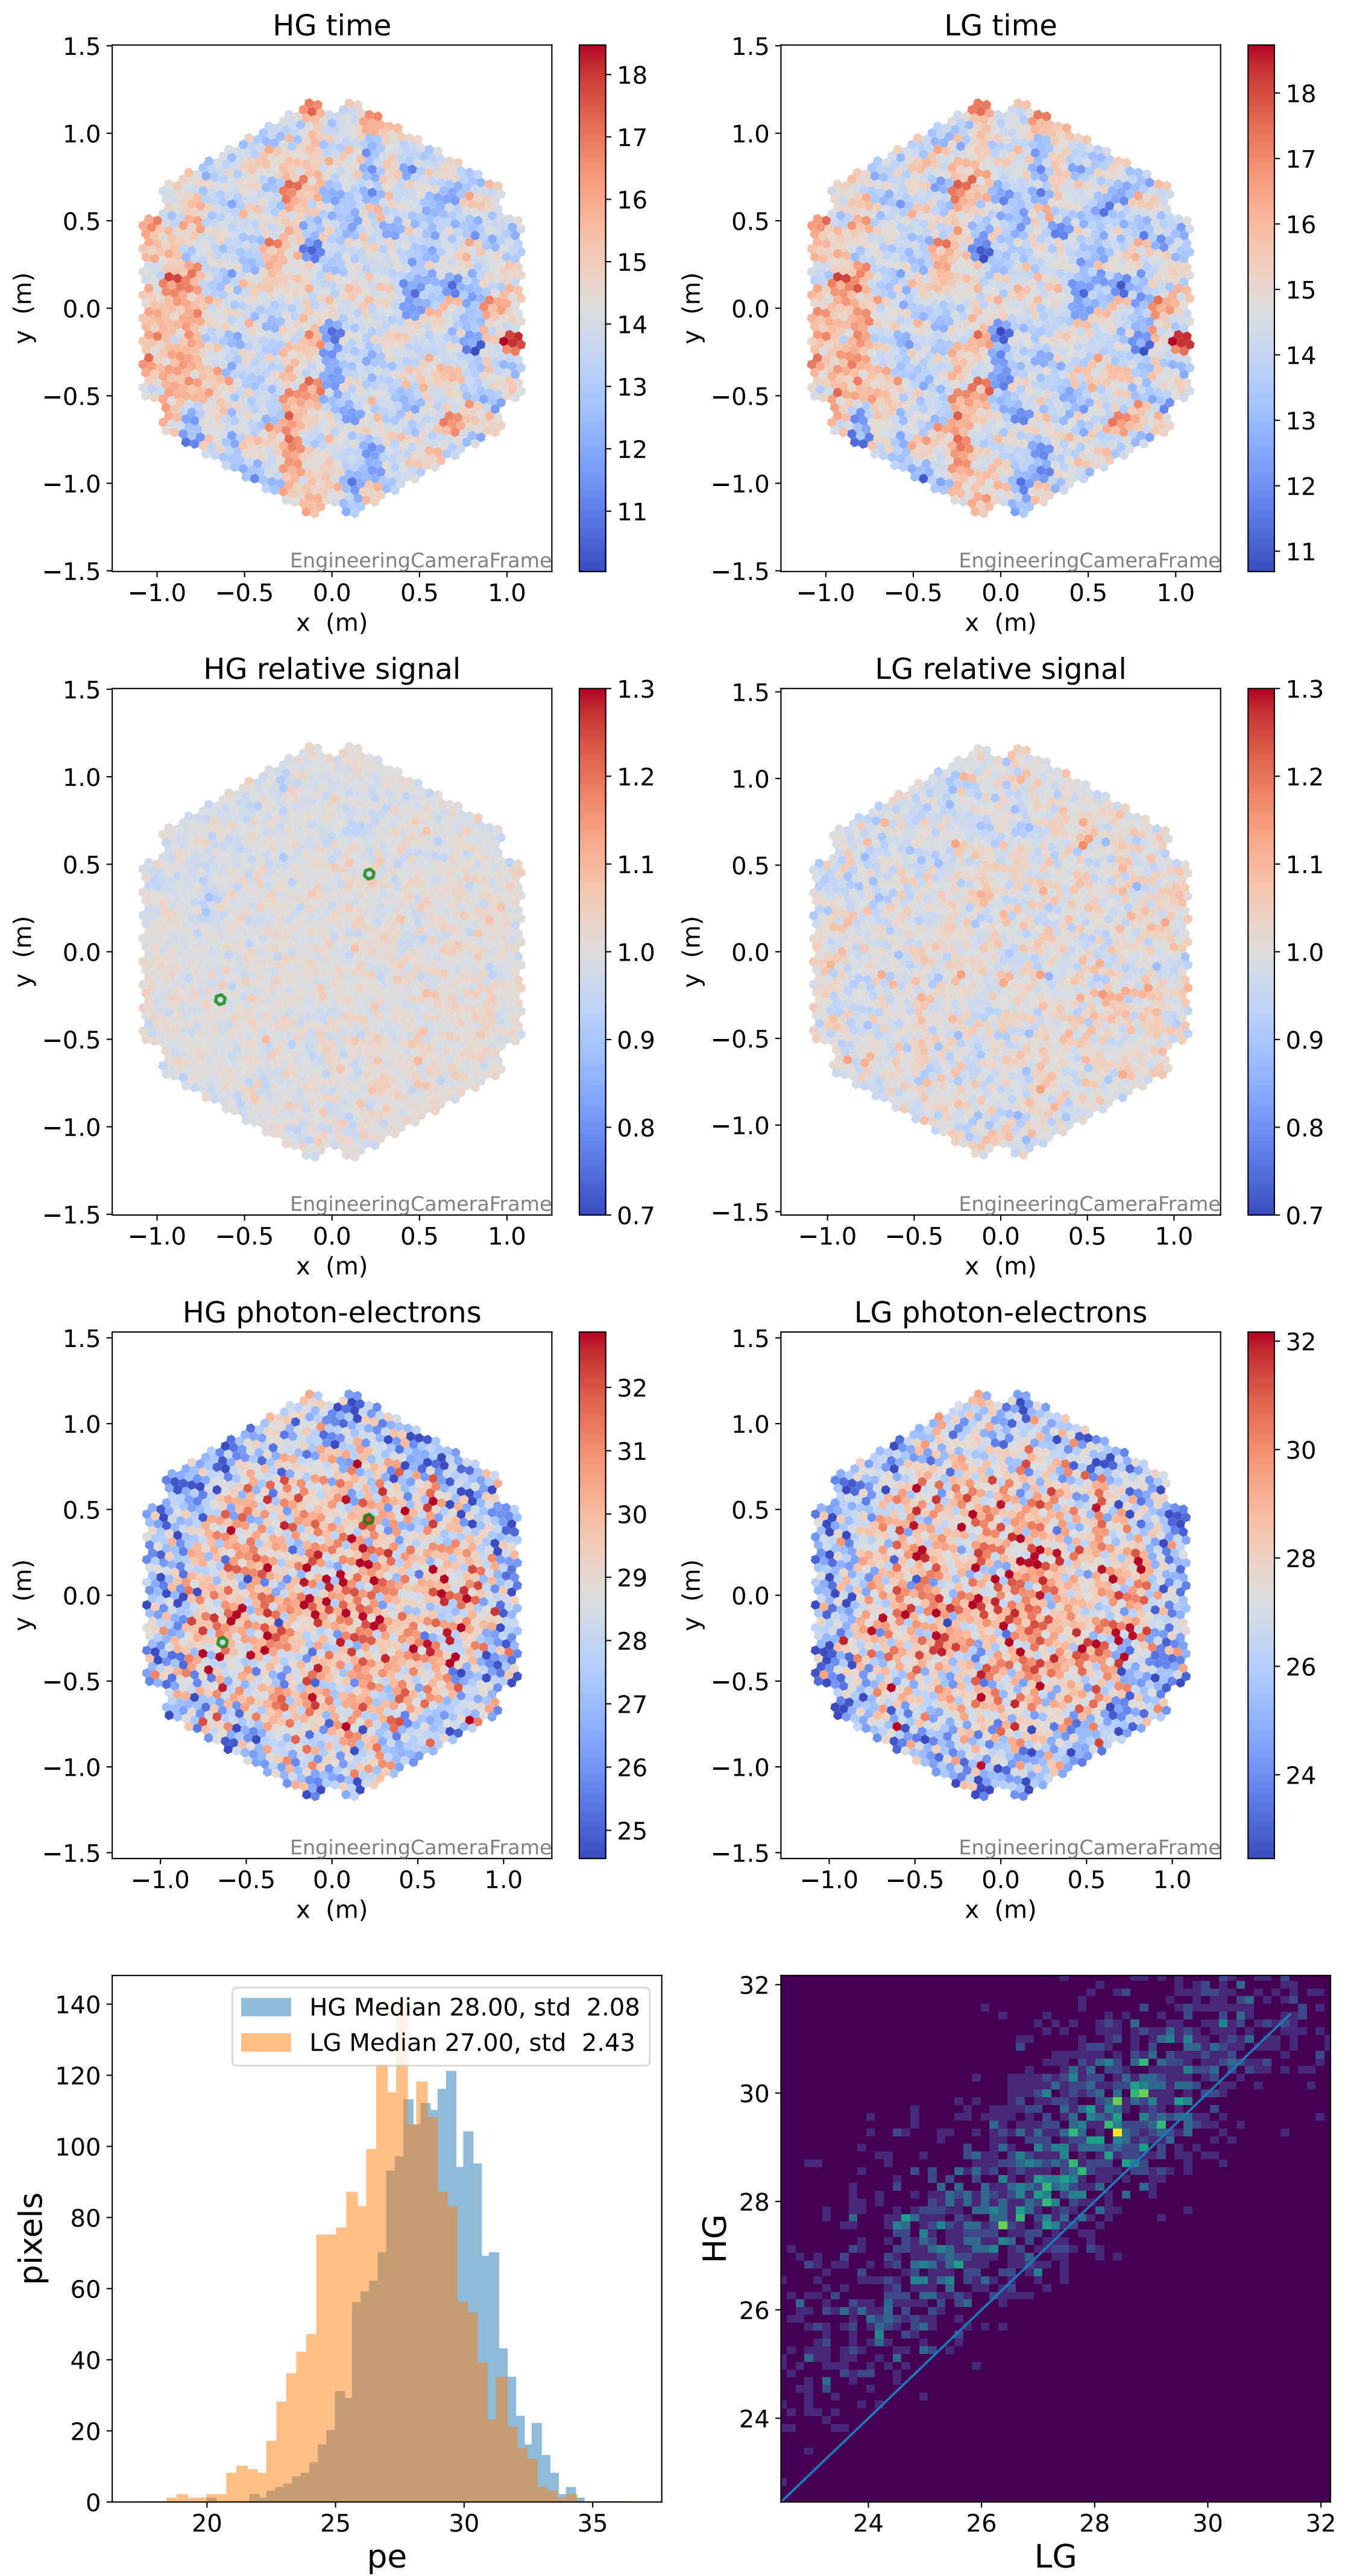 HG time
LG time
1.5
1.0
0.5
0.0
−0.5
−1.0
−1.5
y (m)
−1.0 −0.5 0.0 0.5 1.0
x (m)
EngineeringCameraFrame
18
17
16
15
14
13
12
11
1.5
1.0
0.5
0.0
−0.5
−1.0
−1.5
y (m)
−1.0 −0.5 0.0 0.5 1.0
x (m)
EngineeringCameraFrame
18
17
16
15
14
13
12
11
HG relative signal
LG relative signal
1.5
1.0
0.5
0.0
−0.5
−1.0
−1.5
y (m)
−1.0 −0.5 0.0 0.5 1.0
x (m)
EngineeringCameraFrame
1.3
1.2
1.1
1.0
0.9
0.8
0.7
1.5
1.0
0.5
0.0
−0.5
−1.0
−1.5
y (m)
−1.0 −0.5 0.0 0.5 1.0
x (m)
EngineeringCameraFrame
1.3
1.2
1.1
1.0
0.9
0.8
0.7
HG photon-electrons
LG photon-electrons
1.5
1.0
0.5
0.0
−0.5
−1.0
−1.5
y (m)
−1.0 −0.5 0.0 0.5 1.0
x (m)
EngineeringCameraFrame
32
31
30
29
28
27
26
25
1.5
1.0
0.5
0.0
−0.5
−1.0
−1.5
y (m)
−1.0 −0.5 0.0 0.5 1.0
x (m)
EngineeringCameraFrame
32
30
28
26
24
HG Median 28.00, std 2.08
LG Median 27.00, std 2.43
140
120
100
80
60
40
20
0
pixels
20 25 30 35
pe
32
30
28
26
24
HG
24 26 28 30 32
LG